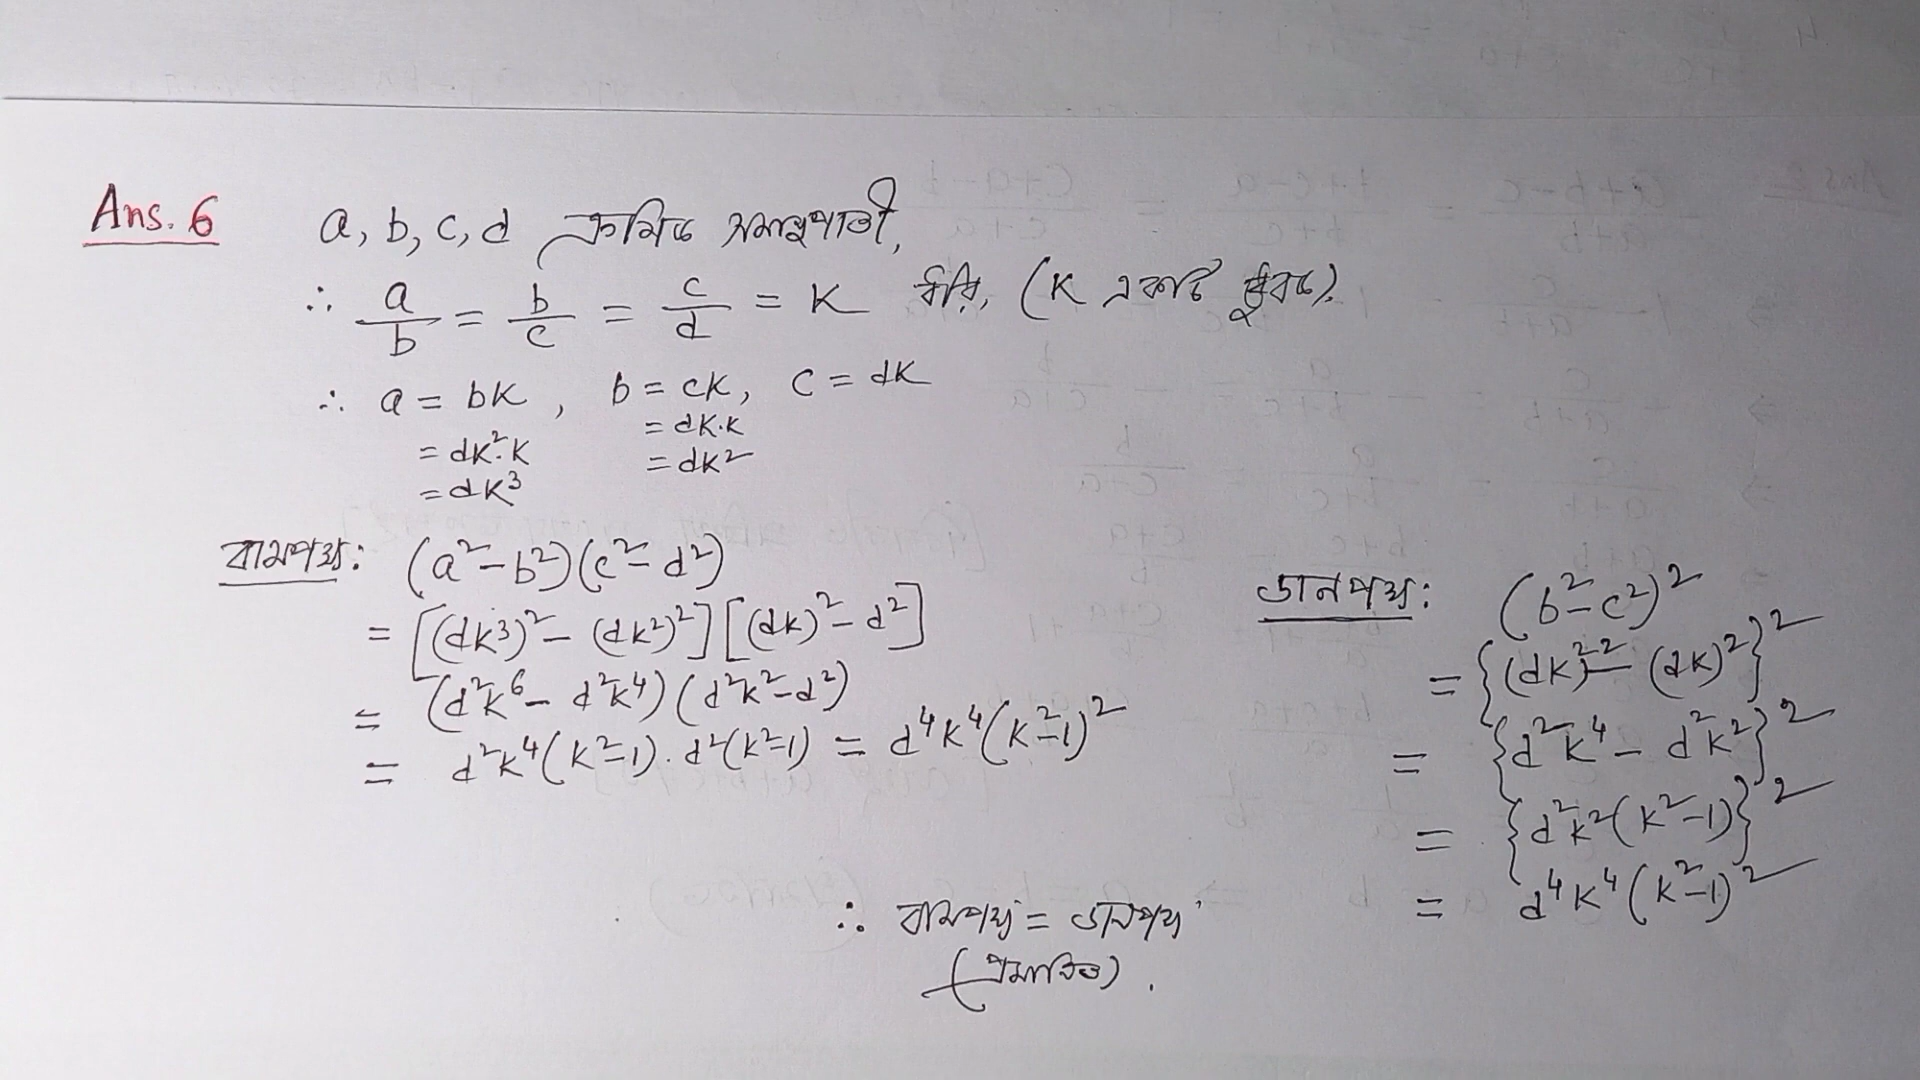 Ans. 6 a, b, c, d ক্রমিক সমানুপাতী,
∴ a/b = b/c = c/d = K ধরি, (K একটি ধ্রুবক).
∴ a = bK , b = cK, c = dK
= dK².K = dK.K
= dK³ = dK²
বামপক্ষ: (a²-b²)(c²-d²)
= [(dK³)² - (dK²)²][(dK)² - d²]
= (d²K⁶ - d²K⁴)(d²K² - d²)
= d²K⁴(K²-1).d²(K²-1) = d⁴K⁴(K²-1)²
ডানপক্ষ: (b²-c²)²
= {(dK²)² - (dK)²}²
= {d²K⁴ - d²K²}²
= {d²K²(K²-1)}²
= d⁴K⁴(K²-1)²
∴ বামপক্ষ = ডানপক্ষ
(প্রমাণিত).